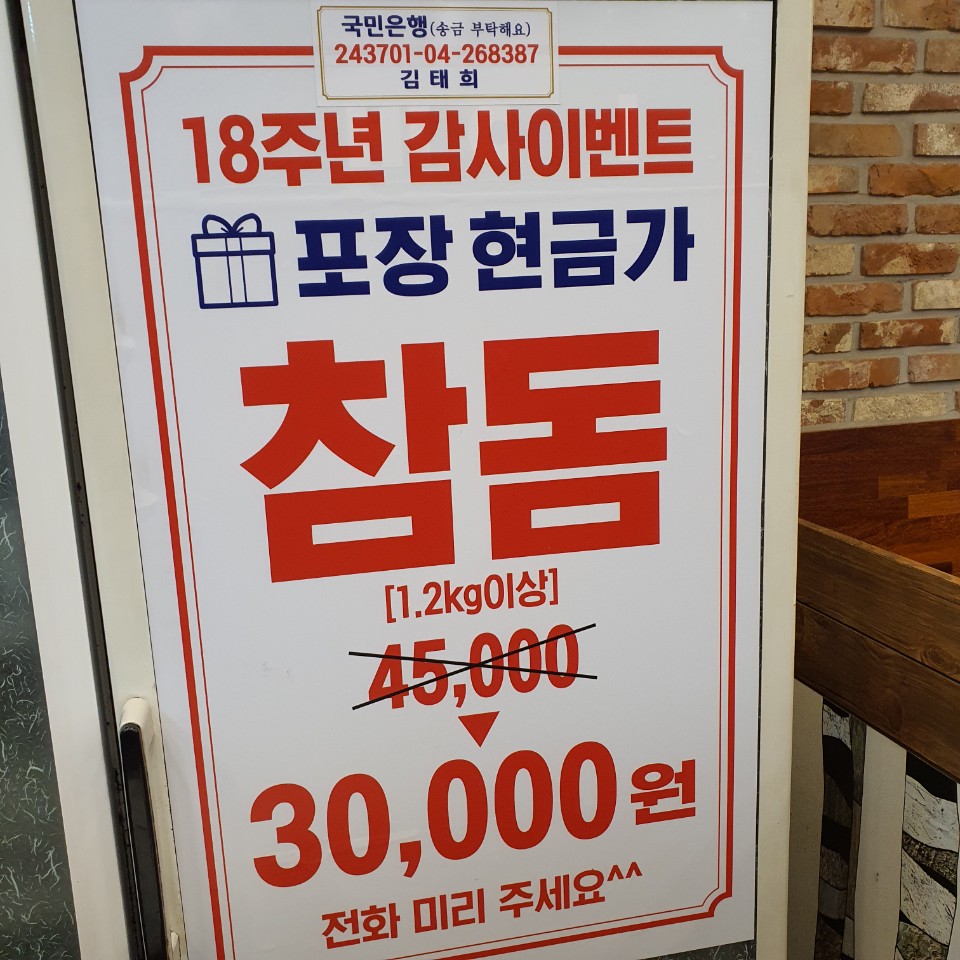 국민은행(송금 부탁해요)
243701-04-268387
김태희
18주년 감사이벤트
포장 현금가
참돔
[1.2kg이상]
45,000
30,000원
전화 미리 주세요^^